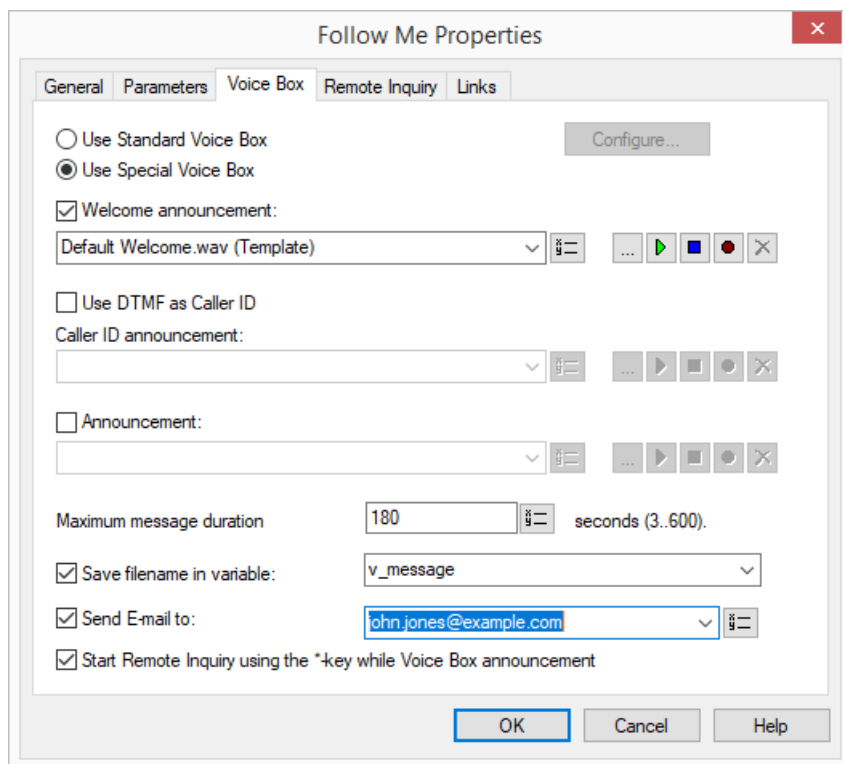 Follow Me Properties
General Parameters Voice Box Remote Inquiry Links
Use Standard Voice Box Configure...
Use Special Voice Box
Welcome announcement:
Default Welcome.wav (Template) ...
Use DTMF as Caller ID
Caller ID announcement:
...
Announcement:
...
Maximum message duration 180 seconds (3..600).
Save filename in variable: v_message
Send E-mail to: john.jones@example.com
Start Remote Inquiry using the *-key while Voice Box announcement
OK Cancel Help